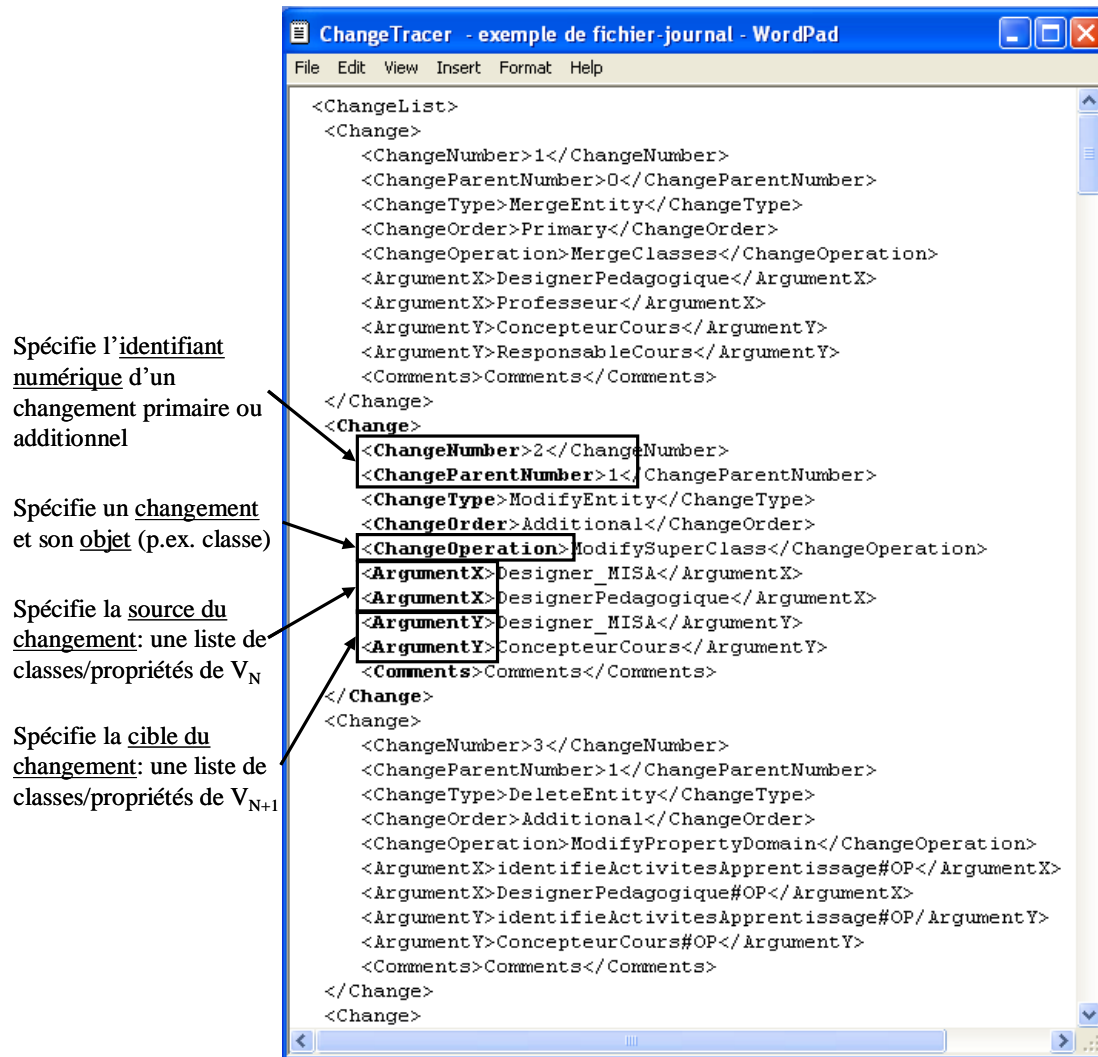 ChangeTracer - exemple de fichier-journal - WordPad
File Edit View Insert Format Help
<ChangeList>
<Change>
<ChangeNumber>1</ChangeNumber>
<ChangeParentNumber>0</ChangeParentNumber>
<ChangeType>MergeEntity</ChangeType>
<ChangeOrder>Primary</ChangeOrder>
<ChangeOperation>MergeClasses</ChangeOperation>
<ArgumentX>DesignerPedagogique</ArgumentX>
<ArgumentX>Professeur</ArgumentX>
<ArgumentY>ConcepteurCours</ArgumentY>
<ArgumentY>ResponsableCours</ArgumentY>
<Comments>Comments</Comments>
</Change>
<Change>
<ChangeNumber>2</ChangeNumber>
<ChangeParentNumber>1</ChangeParentNumber>
<ChangeType>ModifyEntity</ChangeType>
<ChangeOrder>Additional</ChangeOrder>
<ChangeOperation>ModifySuperClass</ChangeOperation>
<ArgumentX>Designer_MISA</ArgumentX>
<ArgumentX>DesignerPedagogique</ArgumentX>
<ArgumentY>Designer_MISA</ArgumentY>
<ArgumentY>ConcepteurCours</ArgumentY>
<Comments>Comments</Comments>
</Change>
<Change>
<ChangeNumber>3</ChangeNumber>
<ChangeParentNumber>1</ChangeParentNumber>
<ChangeType>DeleteEntity</ChangeType>
<ChangeOrder>Additional</ChangeOrder>
<ChangeOperation>ModifyPropertyDomain</ChangeOperation>
<ArgumentX>identifieActivitesApprentissage#OP</ArgumentX>
<ArgumentX>DesignerPedagogique#OP</ArgumentX>
<ArgumentY>identifieActivitesApprentissage#OP/ArgumentY>
<ArgumentY>ConcepteurCours#OP</ArgumentY>
<Comments>Comments</Comments>
</Change>
<Change>
Spécifie l’identifiant
numérique d’un
changement primaire ou
additionnel
Spécifie un changement
et son objet (p.ex. classe)
Spécifie la source du
changement: une liste de
classes/propriétés de VN
Spécifie la cible du
changement: une liste de
classes/propriétés de VN+1